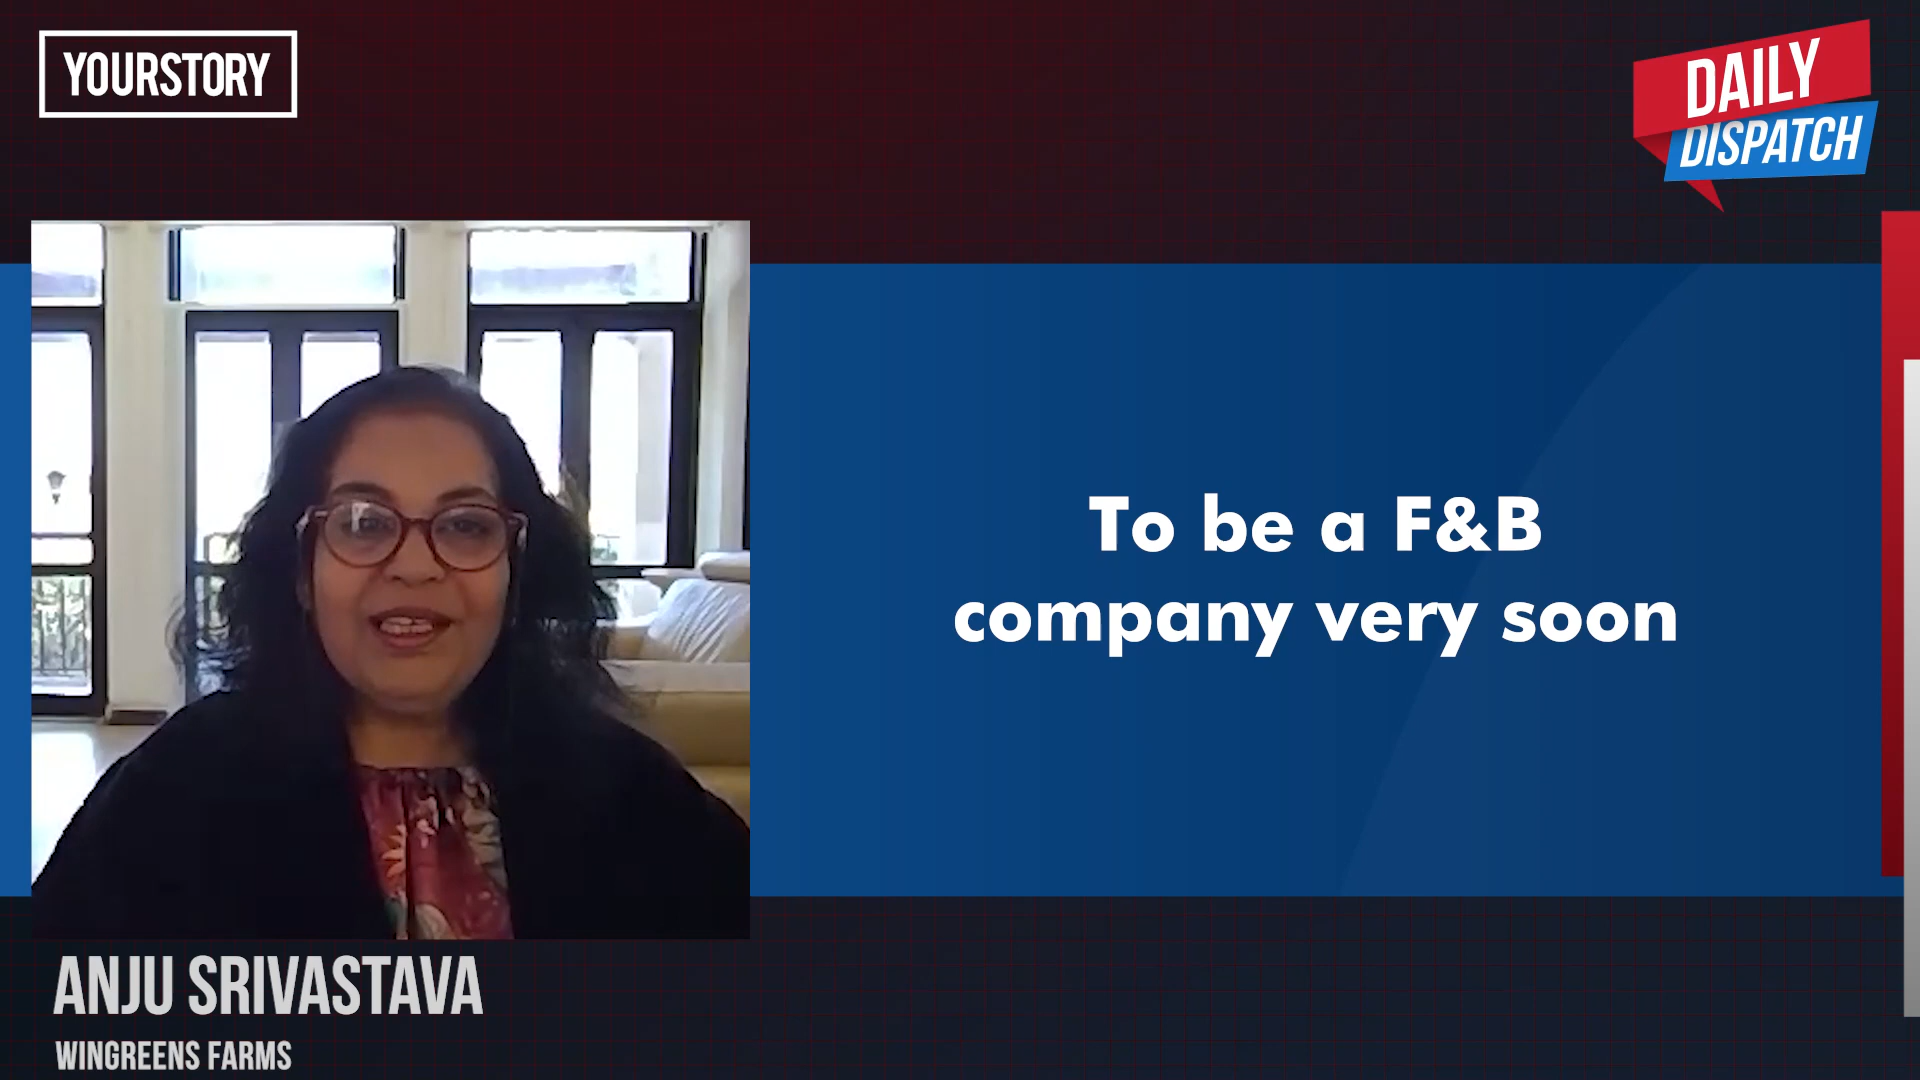 YOURSTORY
DAILY
DISPATCH
To be a F&B
company very soon
ANJU SRIVASTAVA
WINGREENS FARMS